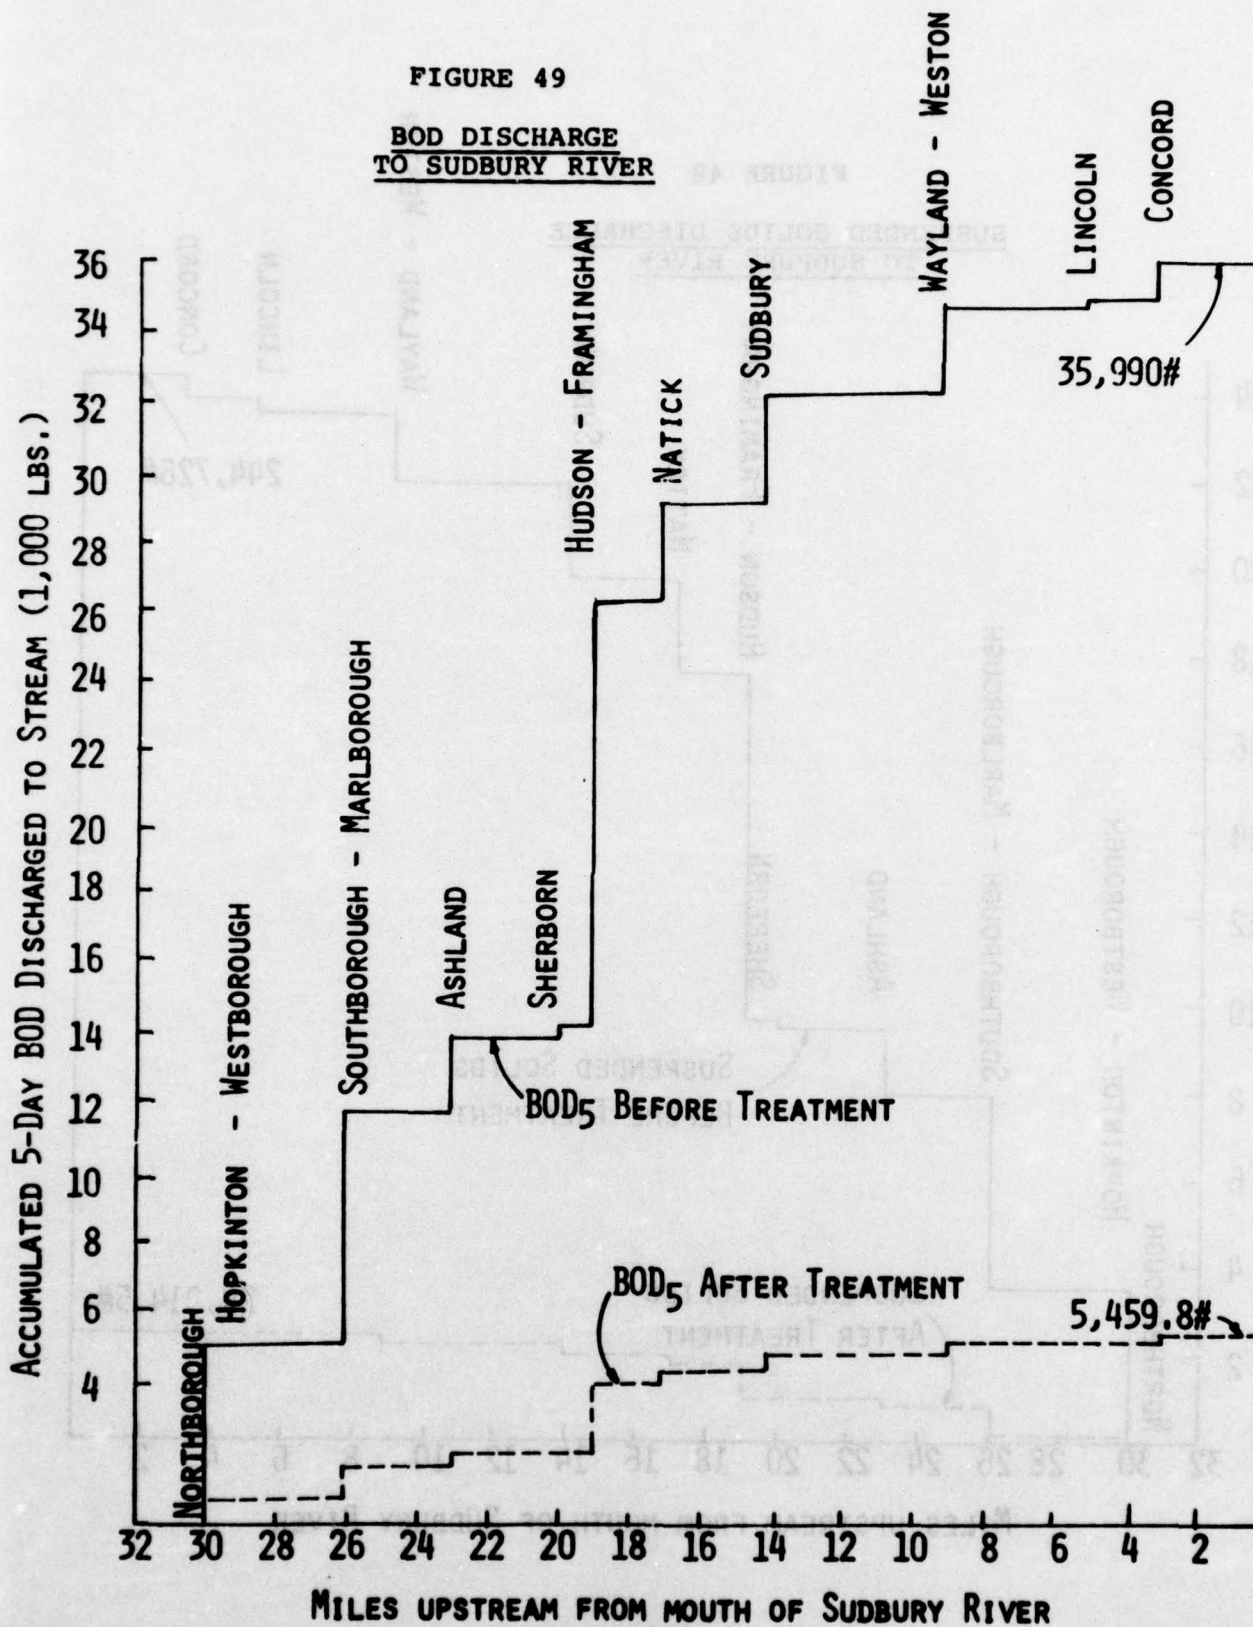 FIGURE 49
BOD DISCHARGE
TO SUDBURY RIVER
ACCUMULATED 5-DAY BOD DISCHARGED TO STREAM (1,000 LBS.)
36
34
32
30
28
26
24
22
20
18
16
14
12
10
8
6
4
NORTHBOROUGH
HOPKINTON - WESTBOROUGH
SOUTHBOROUGH - MARLBOROUGH
ASHLAND
SHERBORN
HUDSON - FRAMINGHAM
NATICK
SUDBURY
WAYLAND - WESTON
LINCOLN
CONCORD
35,990#
BOD5 BEFORE TREATMENT
BOD5 AFTER TREATMENT
5,459.8#
32 30 28 26 24 22 20 18 16 14 12 10 8 6 4 2
MILES UPSTREAM FROM MOUTH OF SUDBURY RIVER